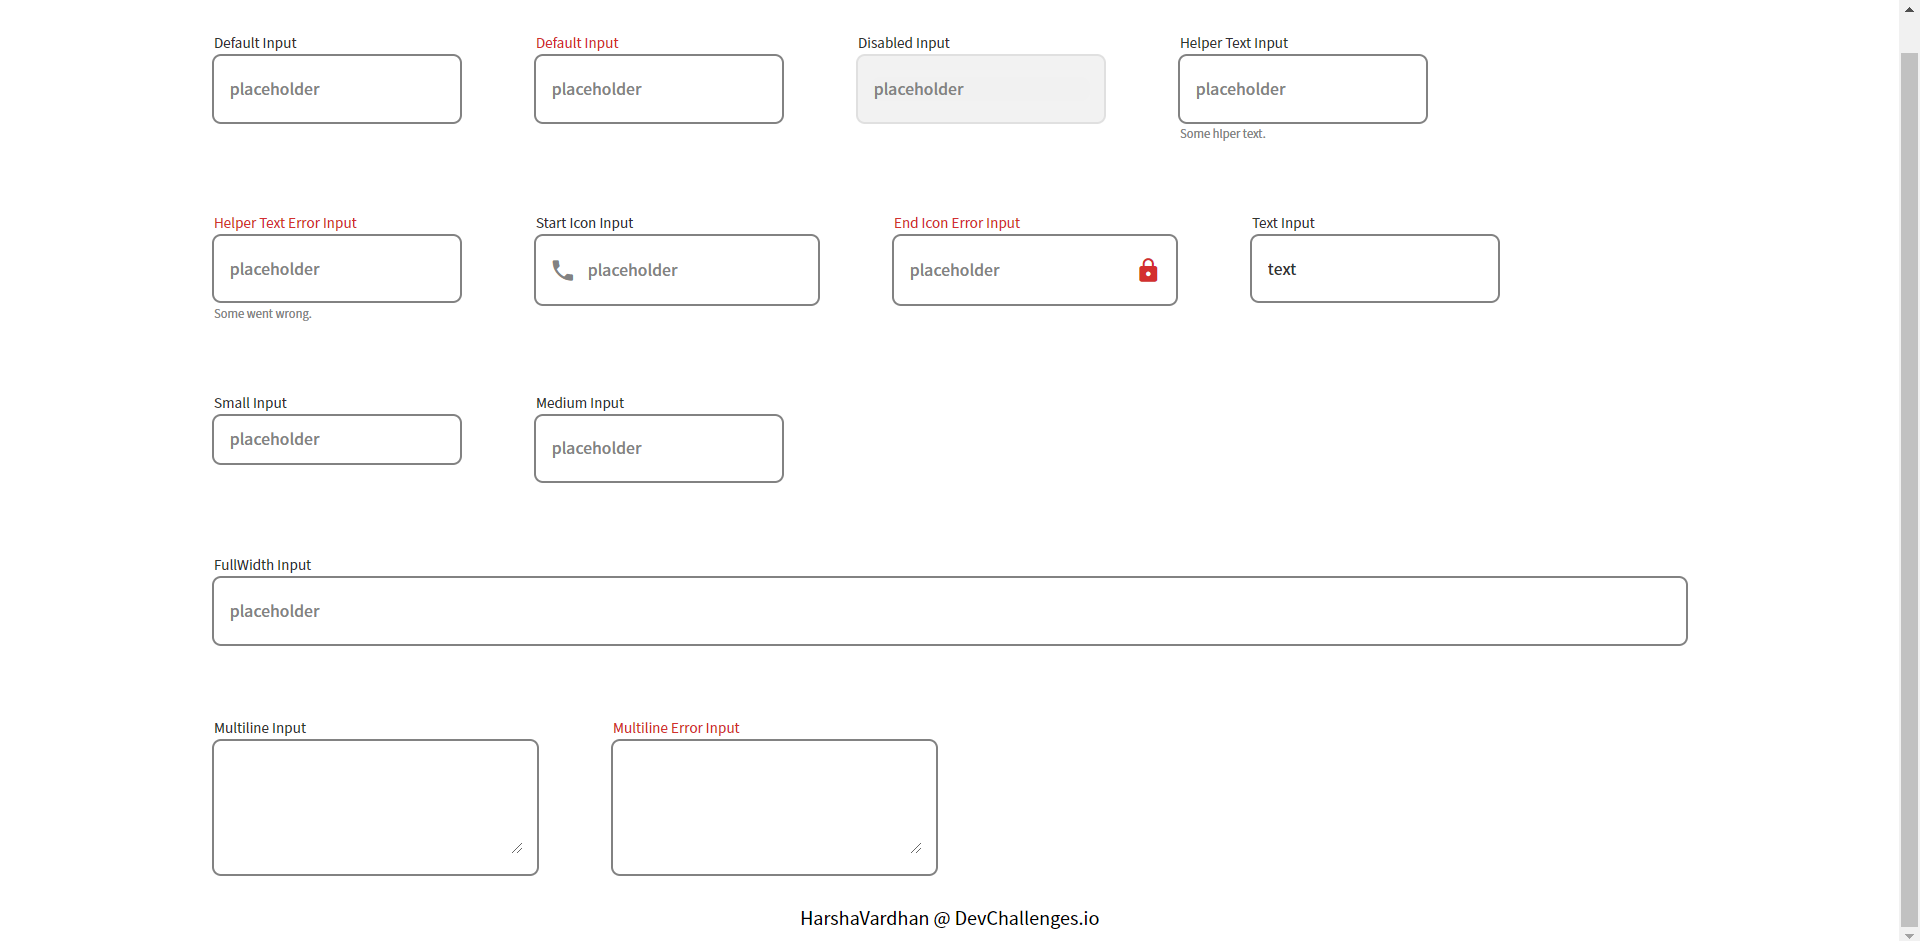 Default Input
Default Input
Disabled Input
Helper Text Input
placeholder
placeholder
placeholder
placeholder
Some hlper text.
Helper Text Error Input
Start Icon Input
End Icon Error Input
Text Input
placeholder
placeholder
placeholder
text
Some went wrong.
Small Input
Medium Input
placeholder
placeholder
FullWidth Input
placeholder
Multiline Input
Multiline Error Input
HarshaVardhan @ DevChallenges.io